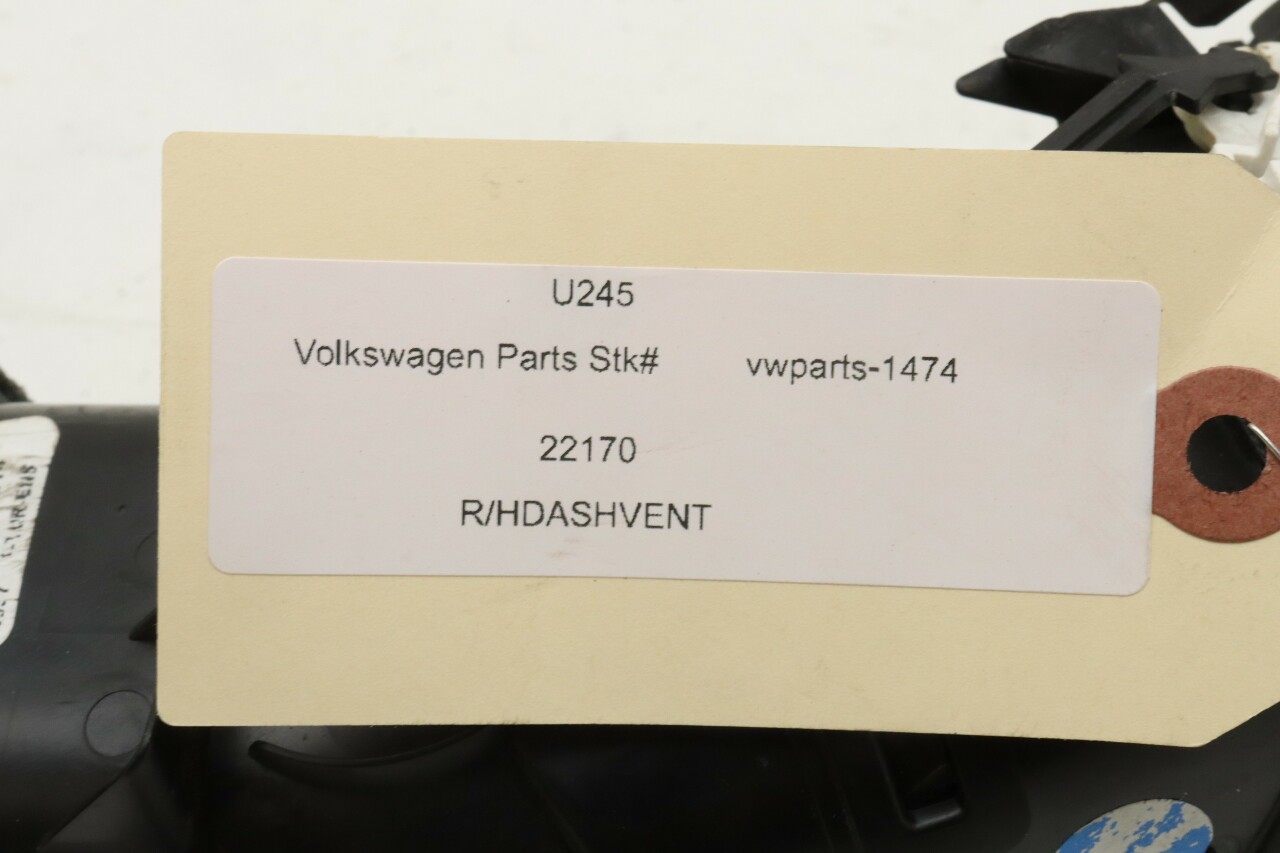 U245
Volkswagen Parts Stk# vwparts-1474
22170
R/HDASHVENT